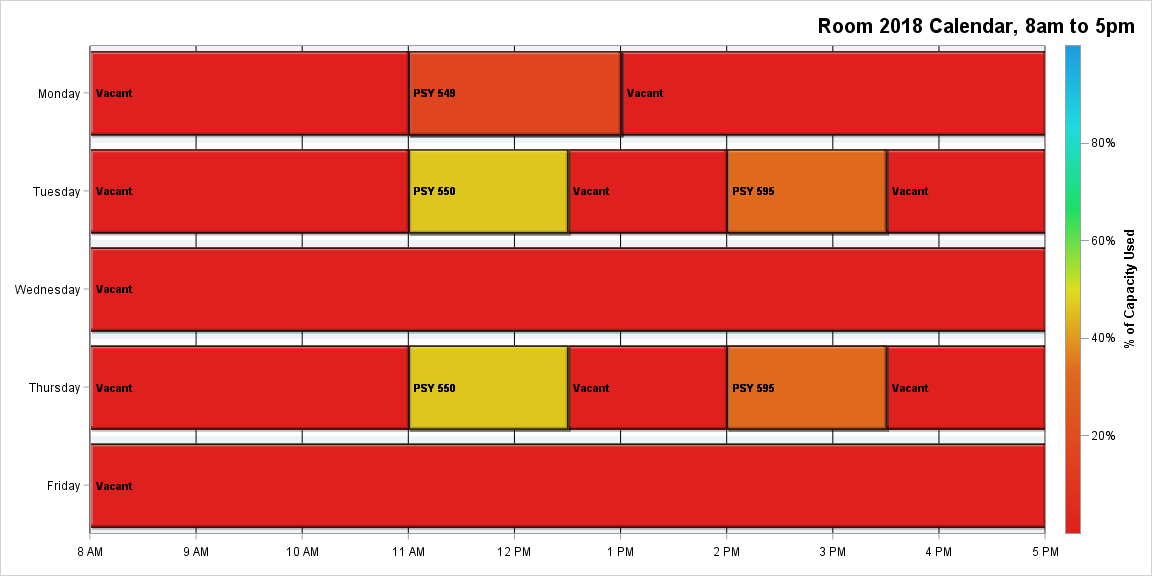 Room 2018 Calendar, 8am to 5pm
Monday Vacant PSY 549 Vacant
80%
Tuesday Vacant PSY 550 Vacant PSY 595 Vacant
60%
% of Capacity Used
Wednesday Vacant
40%
Thursday Vacant PSY 550 Vacant PSY 595 Vacant
20%
Friday Vacant
8 AM 9 AM 10 AM 11 AM 12 PM 1 PM 2 PM 3 PM 4 PM 5 PM